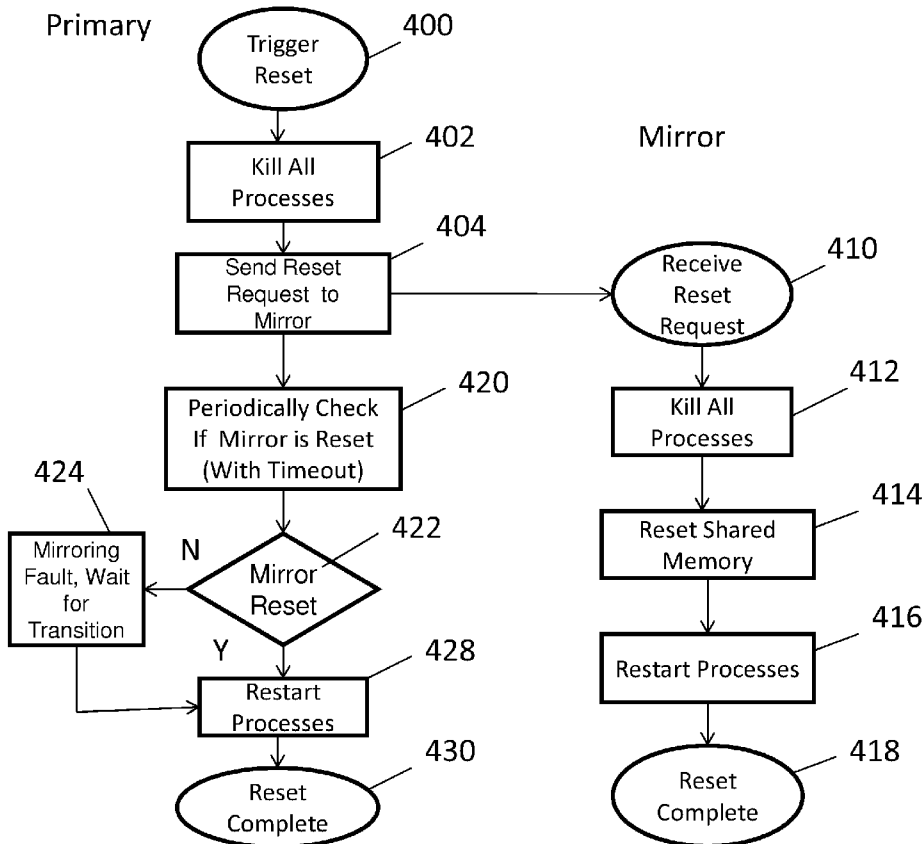 Primary
400
Trigger
Reset
402
Mirror
Kill All
Processes
404
Send Reset
Request to
Mirror
410
Receive
Reset
Request
420
Periodically Check
If Mirror is Reset
(With Timeout)
412
Kill All
Processes
424
Mirroring
Fault, Wait
for
Transition
N
422
Mirror
Reset
Y
414
Reset Shared
Memory
428
Restart
Processes
416
Restart Processes
430
Reset
Complete
418
Reset
Complete